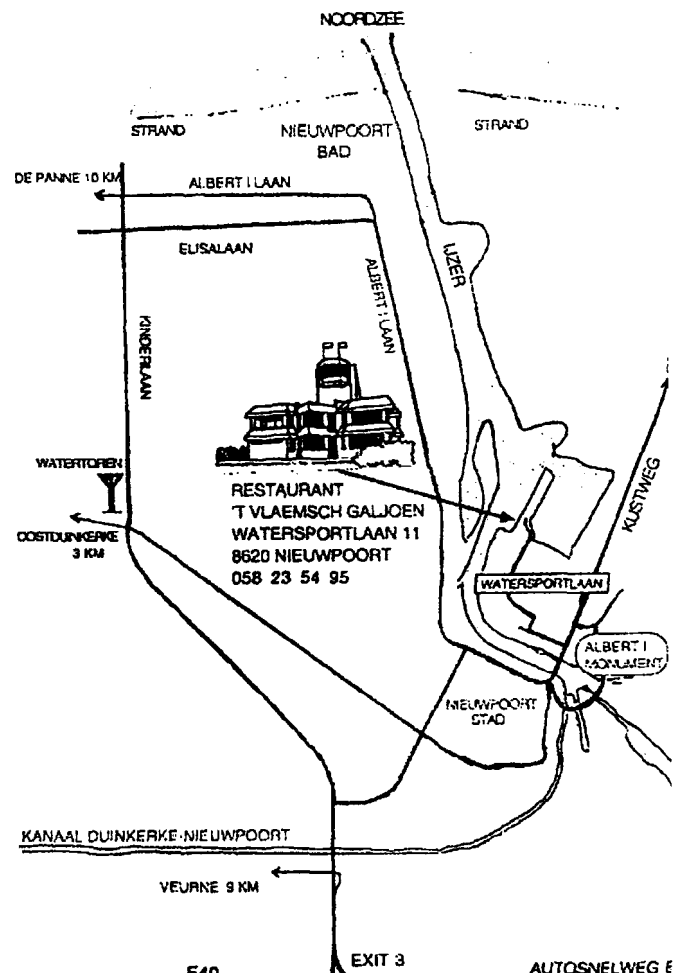 NOORDZEE
STRAND
NIEUWPOORT
BAD
STRAND
DE PANNE 10 KM
ALBERT I LAAN
ELISALAAN
ALBERT I LAAN
IJZER
KINDERLAAN
KUSTWEG
WATERTOREN
OOSTDUINKERKE
3 KM
RESTAURANT
'T VLAEMSCH GALJOEN
WATERSPORTLAAN 11
8620 NIEUWPOORT
058 23 54 95
WATERSPORTLAAN
ALBERT I
MONUMENT
NIEUWPOORT
STAD
KANAAL DUINKERKE-NIEUWPOORT
VEURNE 9 KM
EXIT 3
E40
AUTOSNELWEG E